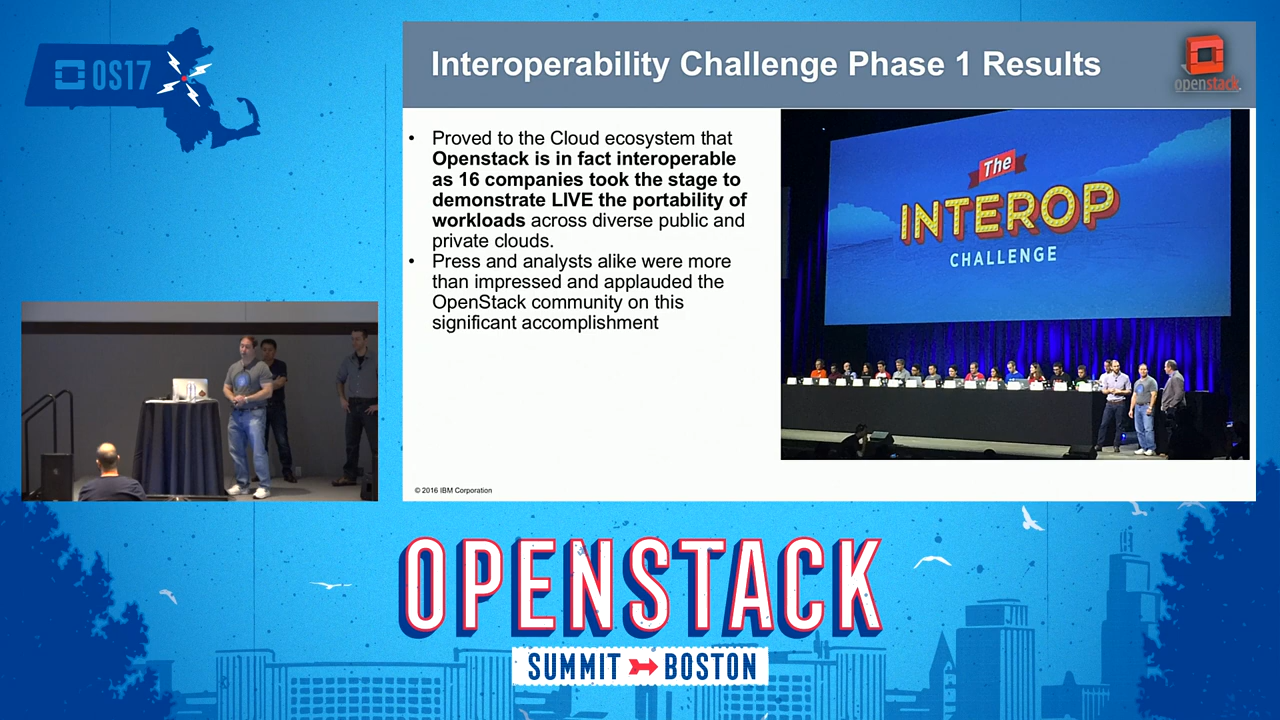 OS17
Interoperability Challenge Phase 1 Results
openstack.
• Proved to the Cloud ecosystem that
Openstack is in fact interoperable
as 16 companies took the stage to
demonstrate LIVE the portability of
workloads across diverse public and
private clouds.
• Press and analysts alike were more
than impressed and applauded the
OpenStack community on this
significant accomplishment
The
INTEROP
CHALLENGE
© 2016 IBM Corporation
OPENSTACK
SUMMIT BOSTON